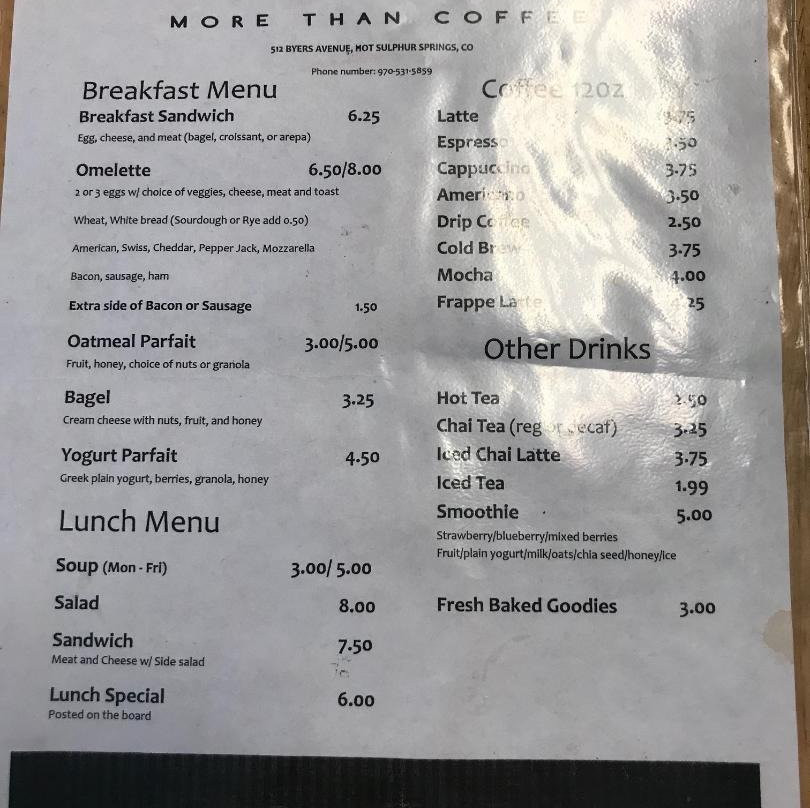 MORE THAN COFFEE
512 BYERS AVENUE, HOT SULPHUR SPRINGS, CO
Phone number: 970-531-5859
Breakfast Menu
Breakfast Sandwich 6.25
Egg, cheese, and meat (bagel, croissant, or arepa)
Omelette 6.50/8.00
2 or 3 eggs w/ choice of veggies, cheese, meat and toast
Wheat, White bread (Sourdough or Rye add 0.50)
American, Swiss, Cheddar, Pepper Jack, Mozzarella
Bacon, sausage, ham
Extra side of Bacon or Sausage 1.50
Oatmeal Parfait 3.00/5.00
Fruit, honey, choice of nuts or granola
Bagel 3.25
Cream cheese with nuts, fruit, and honey
Yogurt Parfait 4.50
Greek plain yogurt, berries, granola, honey
Lunch Menu
Soup (Mon - Fri) 3.00/ 5.00
Salad 8.00
Sandwich 7.50
Meat and Cheese w/ Side salad
Lunch Special 6.00
Posted on the board
Coffee 12oz
Latte
Espresso
Cappuccino 3.75
Americano 3.50
Drip Coffee 2.50
Cold Brew 3.75
Mocha 4.00
Frappe Latte
Other Drinks
Hot Tea
Chai Tea (reg or decaf) 3.25
Iced Chai Latte 3.75
Iced Tea 1.99
Smoothie 5.00
Strawberry/blueberry/mixed berries
Fruit/plain yogurt/milk/oats/chia seed/honey/ice
Fresh Baked Goodies 3.00